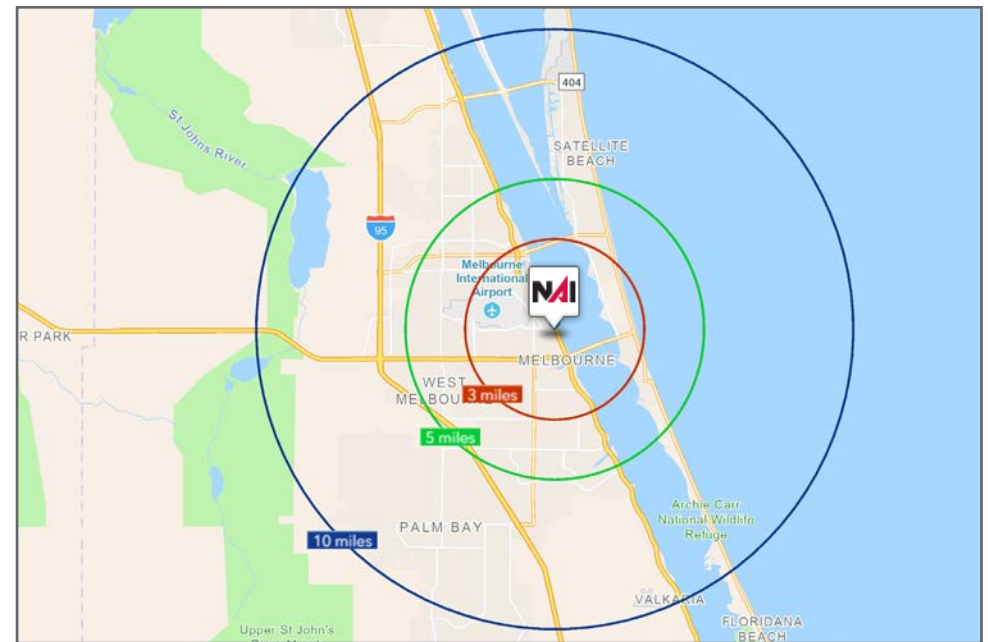 404
St Johns River
SATELLITE
BEACH
95
Melbourne
International
Airport
NAI
R PARK
MELBOURNE
WEST
3 miles
5 miles
Archie Carr
National Wildlife
Refuge
PALM BAY
10 miles
VALKARIA
FLORIDANA
BEACH
Upper St John's